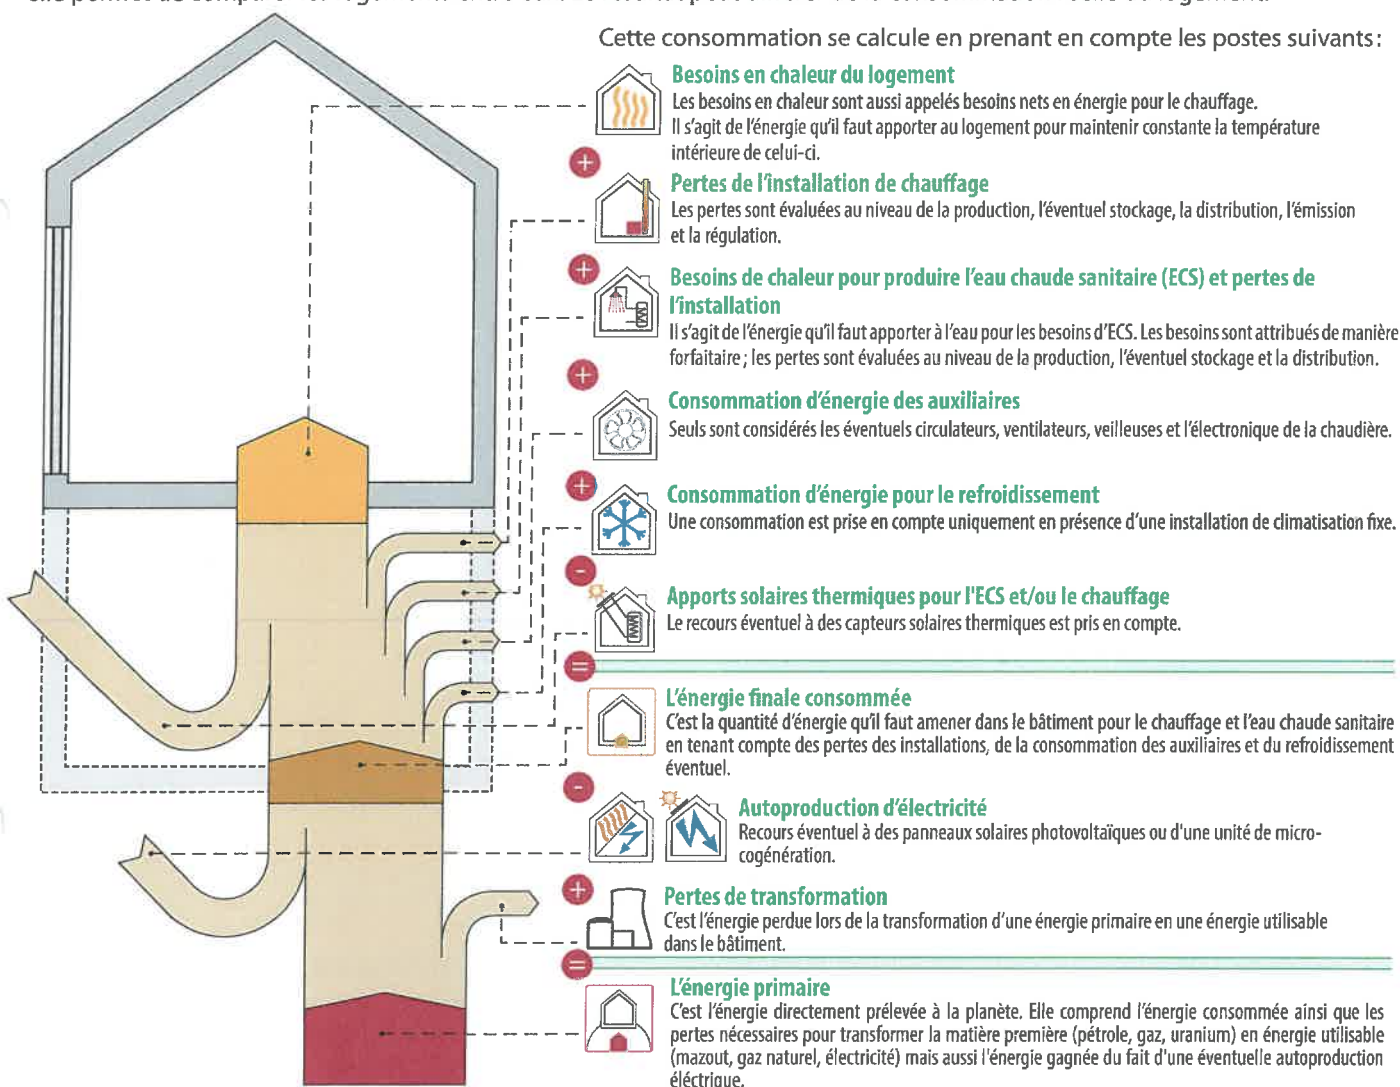 Cette consommation se calcule en prenant en compte les postes suivants :
Besoins en chaleur du logement
Les besoins en chaleur sont aussi appelés besoins nets en énergie pour le chauffage.
Il s'agit de l'énergie qu'il faut apporter au logement pour maintenir constante la température
intérieure de celui-ci.
+
Pertes de l'installation de chauffage
Les pertes sont évaluées au niveau de la production, l'éventuel stockage, la distribution, l'émission
et la régulation.
+
Besoins de chaleur pour produire l'eau chaude sanitaire (ECS) et pertes de
l'installation
Il s'agit de l'énergie qu'il faut apporter à l'eau pour les besoins d'ECS. Les besoins sont attribués de manière
forfaitaire ; les pertes sont évaluées au niveau de la production, l'éventuel stockage et la distribution.
+
Consommation d'énergie des auxiliaires
Seuls sont considérés les éventuels circulateurs, ventilateurs, veilleuses et l'électronique de la chaudière.
+
Consommation d'énergie pour le refroidissement
Une consommation est prise en compte uniquement en présence d'une installation de climatisation fixe.
-
Apports solaires thermiques pour l'ECS et/ou le chauffage
Le recours éventuel à des capteurs solaires thermiques est pris en compte.
=
L'énergie finale consommée
C'est la quantité d'énergie qu'il faut amener dans le bâtiment pour le chauffage et l'eau chaude sanitaire
en tenant compte des pertes des installations, de la consommation des auxiliaires et du refroidissement
éventuel.
-
Autoproduction d'électricité
Recours éventuel à des panneaux solaires photovoltaïques ou d'une unité de micro-
cogénération.
+
Pertes de transformation
C'est l'énergie perdue lors de la transformation d'une énergie primaire en une énergie utilisable
dans le bâtiment.
=
L'énergie primaire
C'est l'énergie directement prélevée à la planète. Elle comprend l'énergie consommée ainsi que les
pertes nécessaires pour transformer la matière première (pétrole, gaz, uranium) en énergie utilisable
(mazout, gaz naturel, électricité) mais aussi l'énergie gagnée du fait d'une éventuelle autoproduction
éléctrique.